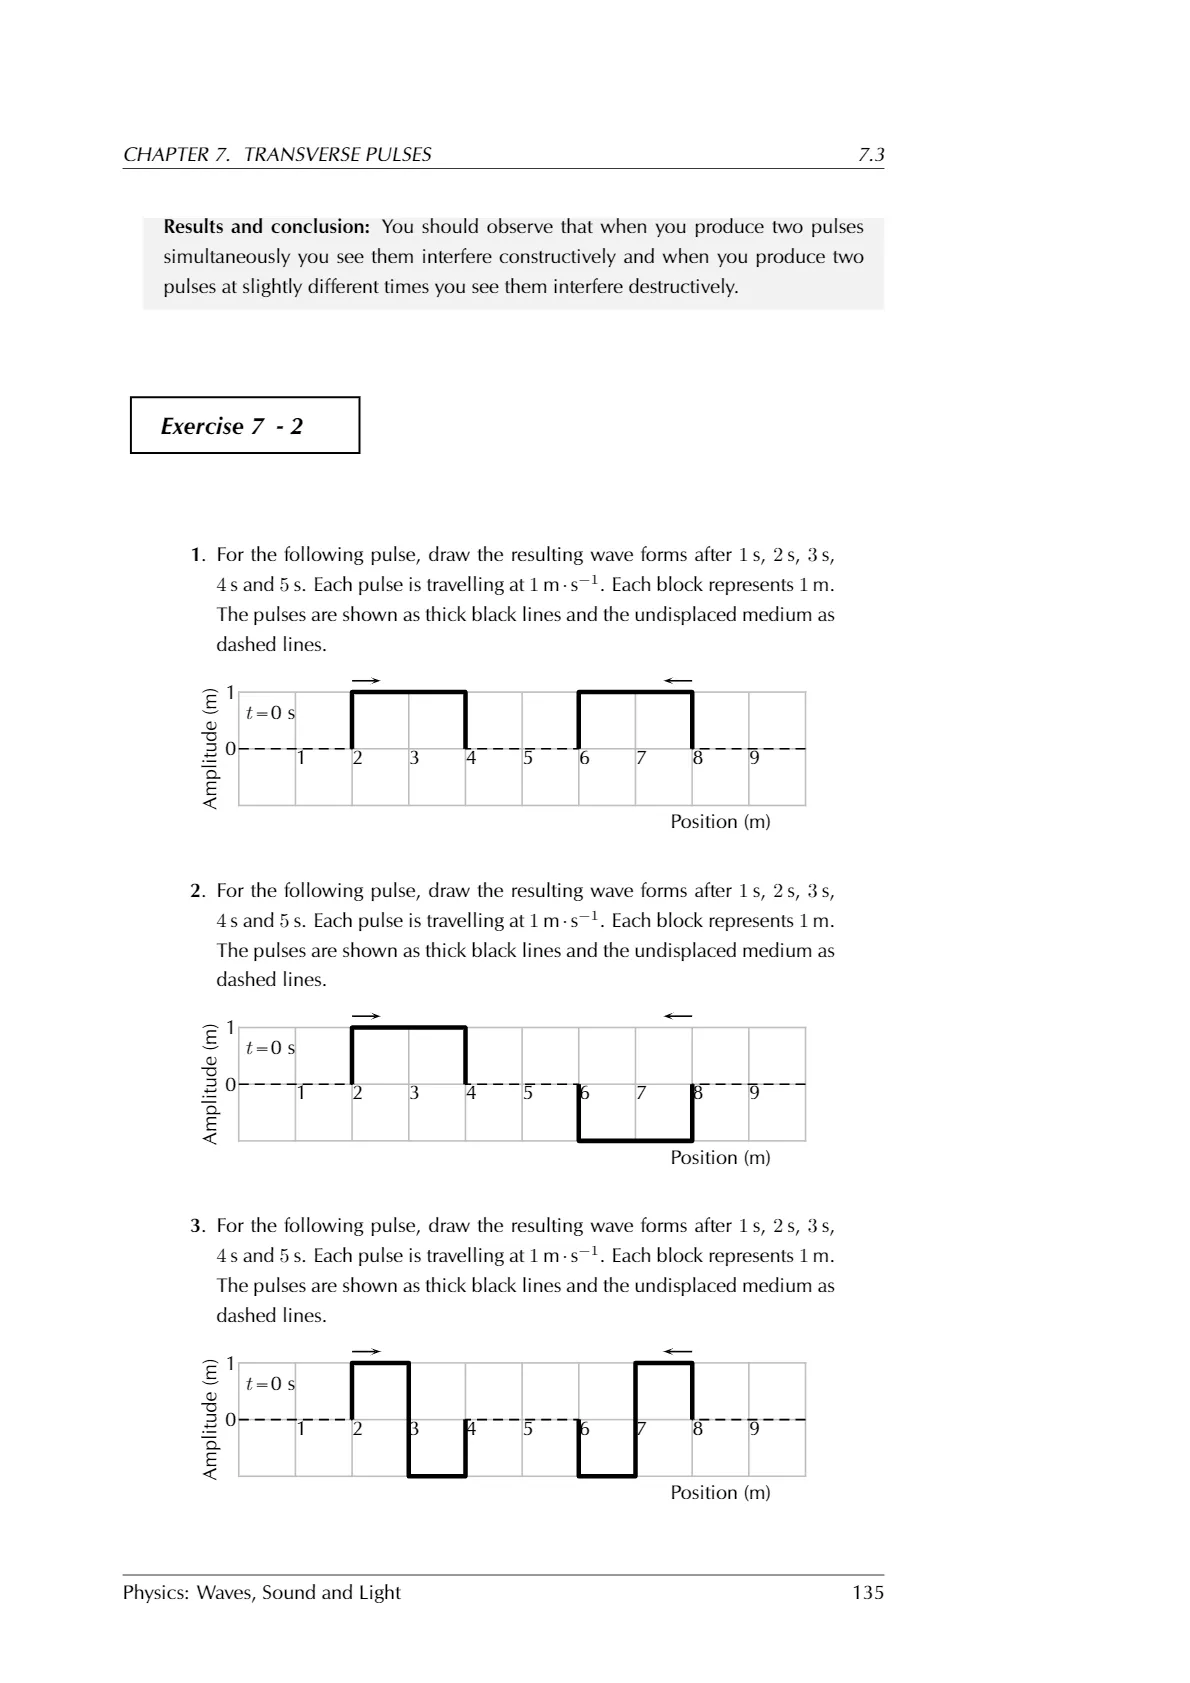 CHAPTER 7. TRANSVERSE PULSES 7.3
Results and conclusion: You should observe that when you produce two pulses
simultaneously you see them interfere constructively and when you produce two
pulses at slightly different times you see them interfere destructively.
Exercise 7 - 2
1. For the following pulse, draw the resulting wave forms after 1 s, 2 s, 3 s,
4 s and 5 s. Each pulse is travelling at 1 m·s⁻¹. Each block represents 1 m.
The pulses are shown as thick black lines and the undisplaced medium as
dashed lines.
Amplitude (m)
1
t=0 s
0
1 2 3 4 5 6 7 8 9
Position (m)
2. For the following pulse, draw the resulting wave forms after 1 s, 2 s, 3 s,
4 s and 5 s. Each pulse is travelling at 1 m·s⁻¹. Each block represents 1 m.
The pulses are shown as thick black lines and the undisplaced medium as
dashed lines.
Amplitude (m)
1
t=0 s
0
1 2 3 4 5 6 7 8 9
Position (m)
3. For the following pulse, draw the resulting wave forms after 1 s, 2 s, 3 s,
4 s and 5 s. Each pulse is travelling at 1 m·s⁻¹. Each block represents 1 m.
The pulses are shown as thick black lines and the undisplaced medium as
dashed lines.
Amplitude (m)
1
t=0 s
0
1 2 3 4 5 6 7 8 9
Position (m)
Physics: Waves, Sound and Light 135